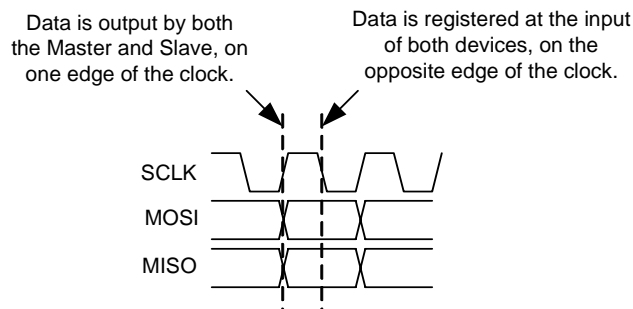 Data is output by both
the Master and Slave, on
one edge of the clock.
Data is registered at the input
of both devices, on the
opposite edge of the clock.
SCLK
MOSI
MISO